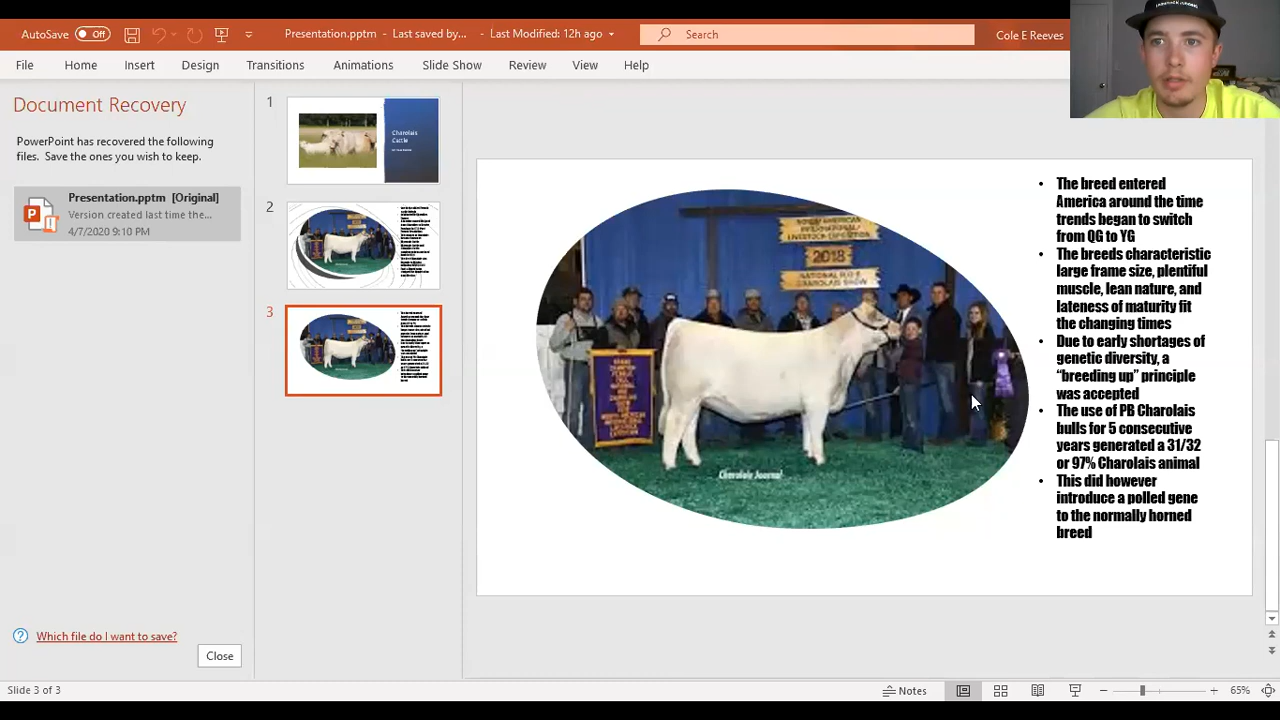 AutoSave Off Presentation.pptm - Last saved by... - Last Modified: 12h ago Search Cole E Reeves
File Home Insert Design Transitions Animations Slide Show Review View Help
Document Recovery
PowerPoint has recovered the following
files. Save the ones you wish to keep.
Presentation.pptm [Original]
Version created last time the...
4/7/2020 9:10 PM
Which file do I want to save?
Close
1
Charolais
Cattle
2
3
2018
NATIONAL
CHAROLAIS SHOW
Charolais Journal
• The breed entered
America around the time
trends began to switch
from QG to YG
• The breeds characteristic
large frame size, plentiful
muscle, lean nature, and
lateness of maturity fit
the changing times
• Due to early shortages of
genetic diversity, a
“breeding up” principle
was accepted
• The use of PB Charolais
bulls for 5 consecutive
years generated a 31/32
or 97% Charolais animal
• This did however
introduce a polled gene
to the normally horned
breed
Slide 3 of 3 Notes 65%